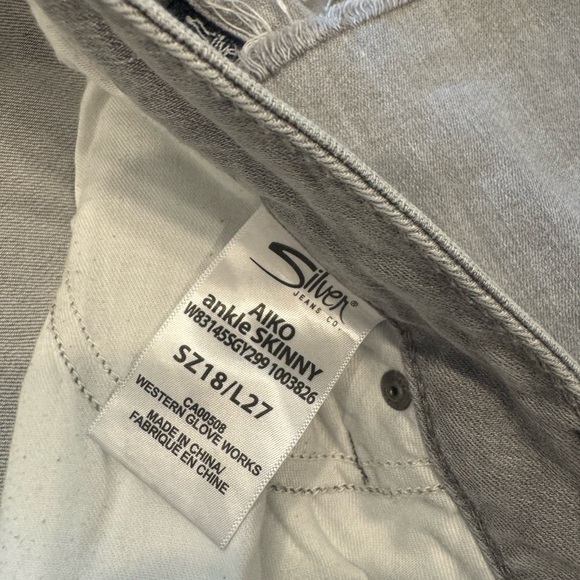 Silver®
JEANS CO.
AIKO
ankle SKINNY
W83145SGY299 1003826
SZ18/L27
CA00508
WESTERN GLOVE WORKS
MADE IN CHINA/
FABRIQUE EN CHINE